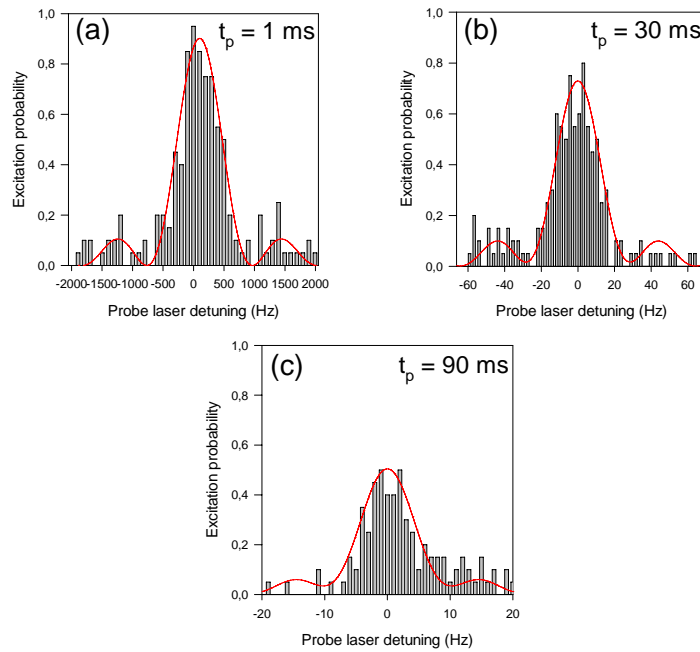 (a)
t_p = 1 ms
Excitation probability
1,0
0,8
0,6
0,4
0,2
0,0
-2000 -1500 -1000 -500 0 500 1000 1500 2000
Probe laser detuning (Hz)
(b)
t_p = 30 ms
Excitation probability
1,0
0,8
0,6
0,4
0,2
0,0
-60 -40 -20 0 20 40 60
Probe laser detuning (Hz)
(c)
t_p = 90 ms
Excitation probability
1,0
0,8
0,6
0,4
0,2
0,0
-20 -10 0 10 20
Probe laser detuning (Hz)